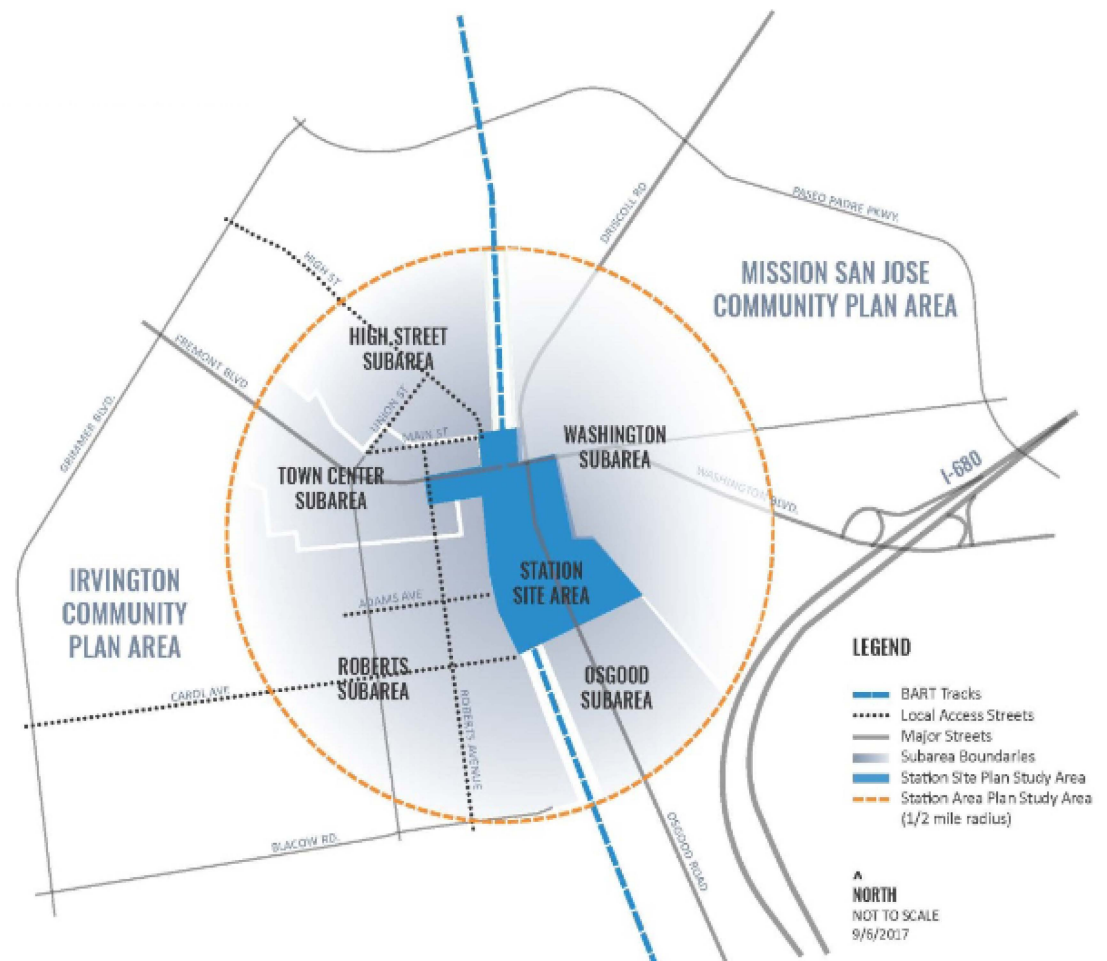 DRISCOLL RD
PASEO PADRE PKWY.
HIGH ST
MISSION SAN JOSE
COMMUNITY PLAN AREA
HIGH STREET
SUBAREA
FREMONT BLVD
UNION ST
MAIN ST
GRIMMER BLVD.
WASHINGTON
SUBAREA
TOWN CENTER
SUBAREA
I-680
WASHINGTON BLVD.
IRVINGTON
COMMUNITY
PLAN AREA
STATION
SITE AREA
ADAMS AVE
ROBERTS
SUBAREA
OSGOOD
SUBAREA
CAROL AVE
ROBERTS AVENUE
BLACOW RD.
OSGOOD ROAD
LEGEND
BART Tracks
Local Access Streets
Major Streets
Subarea Boundaries
Station Site Plan Study Area
Station Area Plan Study Area
(1/2 mile radius)
NORTH
NOT TO SCALE
9/6/2017